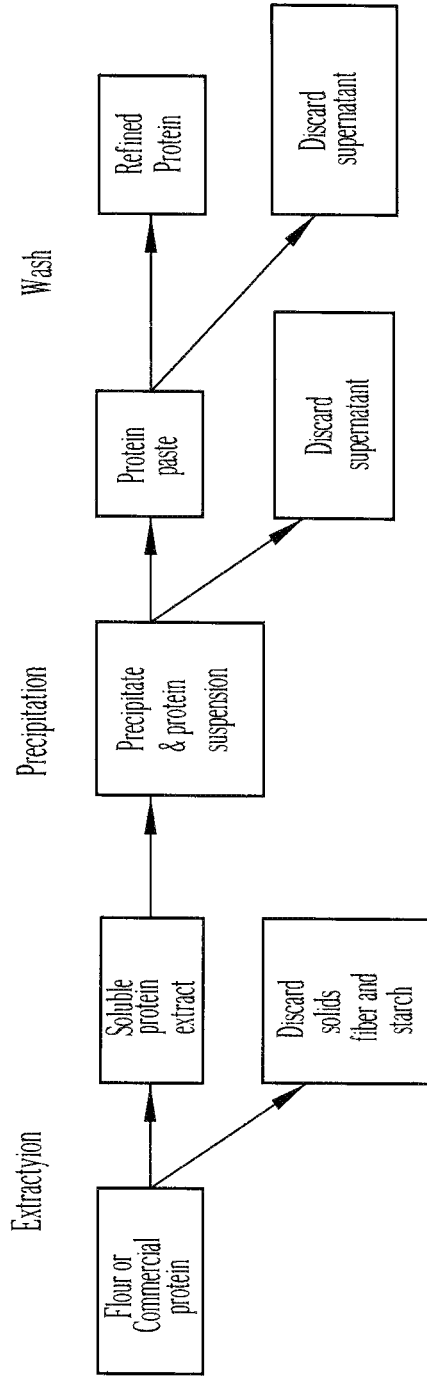 Extractyion
Precipitation
Wash
Flour or
Commercial
protein
Soluble
protein
extract
Precipitate
& protein
suspension
Protein
paste
Refined
Protein
Discard
solids
fiber and
starch
Discard
supernatant
Discard
supernatant